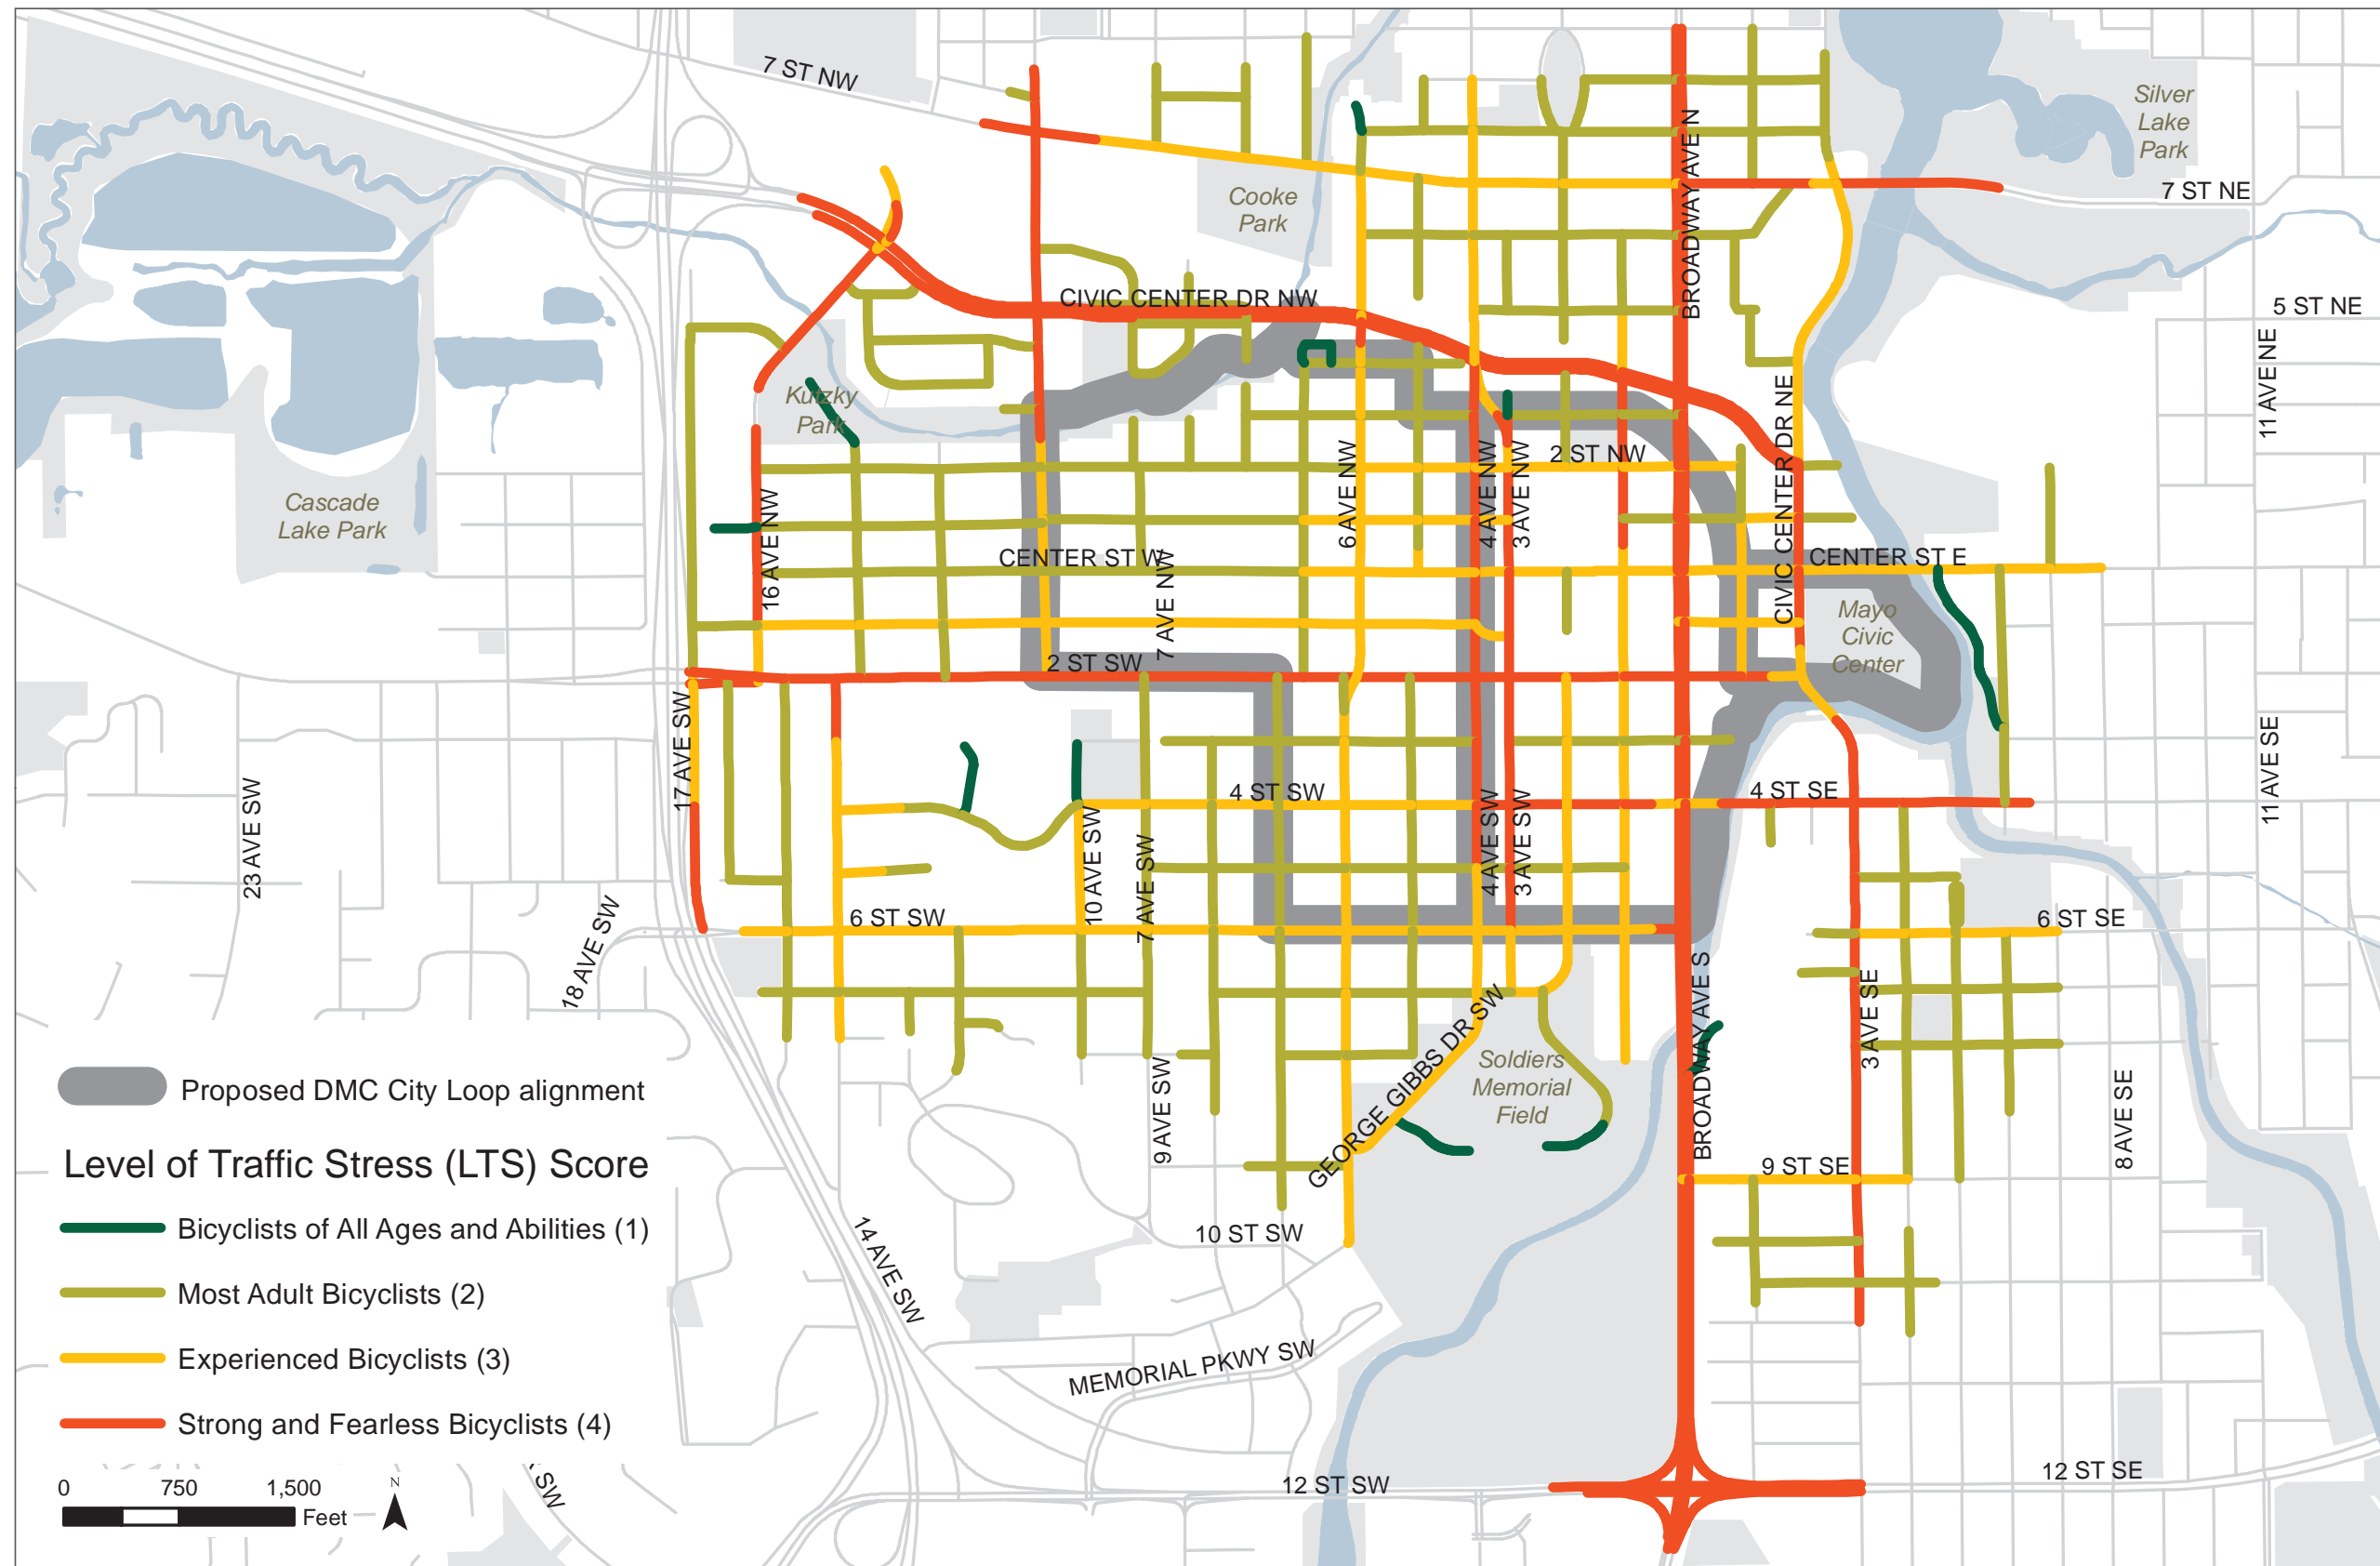 7 ST NW
BROADWAY AVE N
Silver
Lake
Park
Cooke
Park
7 ST NE
CIVIC CENTER DR NW
5 ST NE
11 AVE NE
Kutzky
Park
CIVIC CENTER DR NE
2 ST NW
6 AVE NW
4 AVE NW
3 AVE NW
Cascade
Lake Park
16 AVE NW
CENTER ST W
7 AVE NW
CENTER ST E
Mayo
Civic
Center
2 ST SW
17 AVE SW
11 AVE SE
23 AVE SW
4 ST SW
4 ST SE
10 AVE SW
7 AVE SW
4 AVE SW
3 AVE SW
18 AVE SW
6 ST SW
6 ST SE
BROADWAY AVE S
3 AVE SE
GEORGE GIBBS DR SW
Soldiers
Memorial
Field
9 AVE SW
8 AVE SE
9 ST SE
10 ST SW
14 AVE SW
MEMORIAL PKWY SW
12 ST SW
12 ST SE
SW
Proposed DMC City Loop alignment
Level of Traffic Stress (LTS) Score
Bicyclists of All Ages and Abilities (1)
Most Adult Bicyclists (2)
Experienced Bicyclists (3)
Strong and Fearless Bicyclists (4)
0 750 1,500
Feet
N